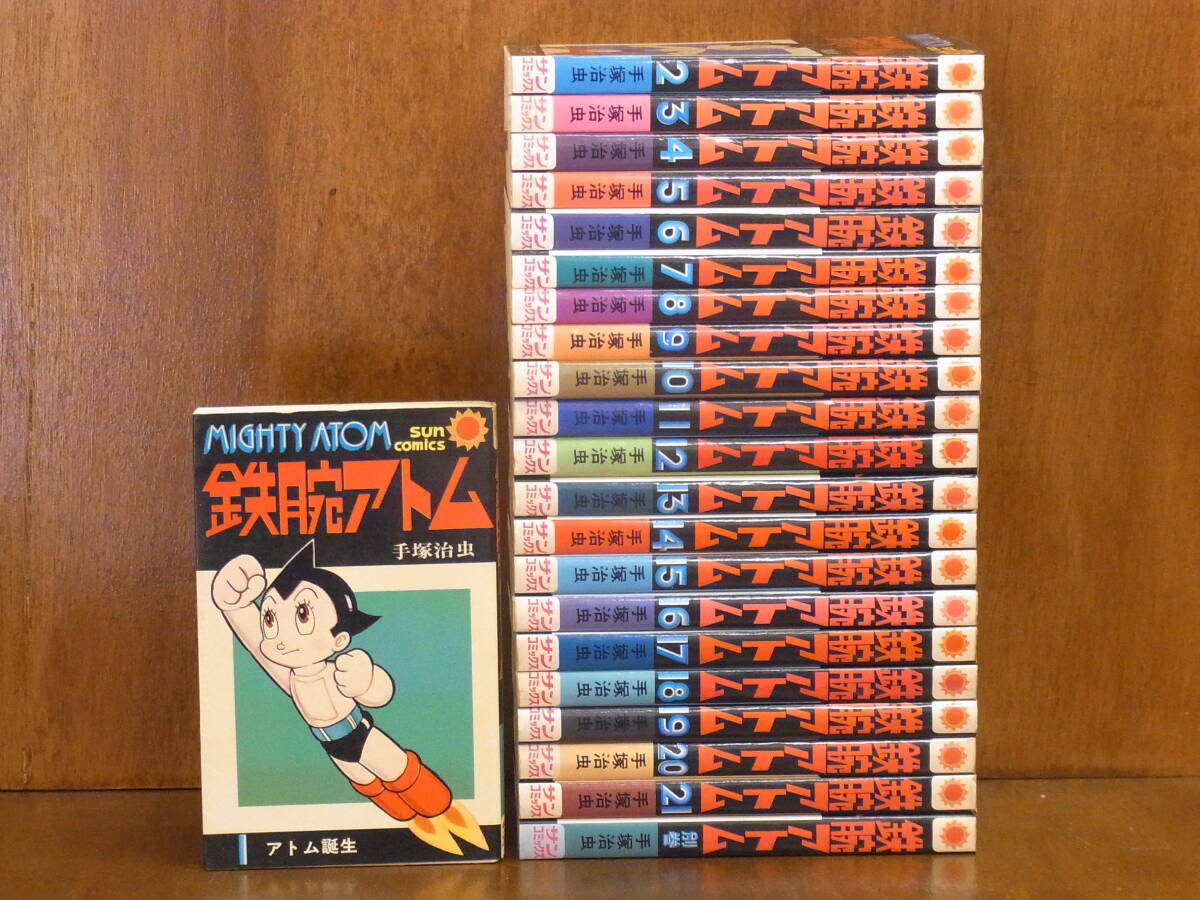 MIGHTY ATOM
sun
comics
鉄腕アトム
手塚治虫
1 アトム誕生
鉄腕アトム 2 手塚治虫 サンコミックス
鉄腕アトム 3 手塚治虫 サンコミックス
鉄腕アトム 4 手塚治虫 サンコミックス
鉄腕アトム 5 手塚治虫 サンコミックス
鉄腕アトム 6 手塚治虫 サンコミックス
鉄腕アトム 7 手塚治虫 サンコミックス
鉄腕アトム 8 手塚治虫 サンコミックス
鉄腕アトム 9 手塚治虫 サンコミックス
鉄腕アトム 10 手塚治虫 サンコミックス
鉄腕アトム 11 手塚治虫 サンコミックス
鉄腕アトム 12 手塚治虫 サンコミックス
鉄腕アトム 13 手塚治虫 サンコミックス
鉄腕アトム 14 手塚治虫 サンコミックス
鉄腕アトム 15 手塚治虫 サンコミックス
鉄腕アトム 16 手塚治虫 サンコミックス
鉄腕アトム 17 手塚治虫 サンコミックス
鉄腕アトム 18 手塚治虫 サンコミックス
鉄腕アトム 19 手塚治虫 サンコミックス
鉄腕アトム 20 手塚治虫 サンコミックス
鉄腕アトム 21 手塚治虫 サンコミックス
鉄腕アトム 別巻 手塚治虫 サンコミックス